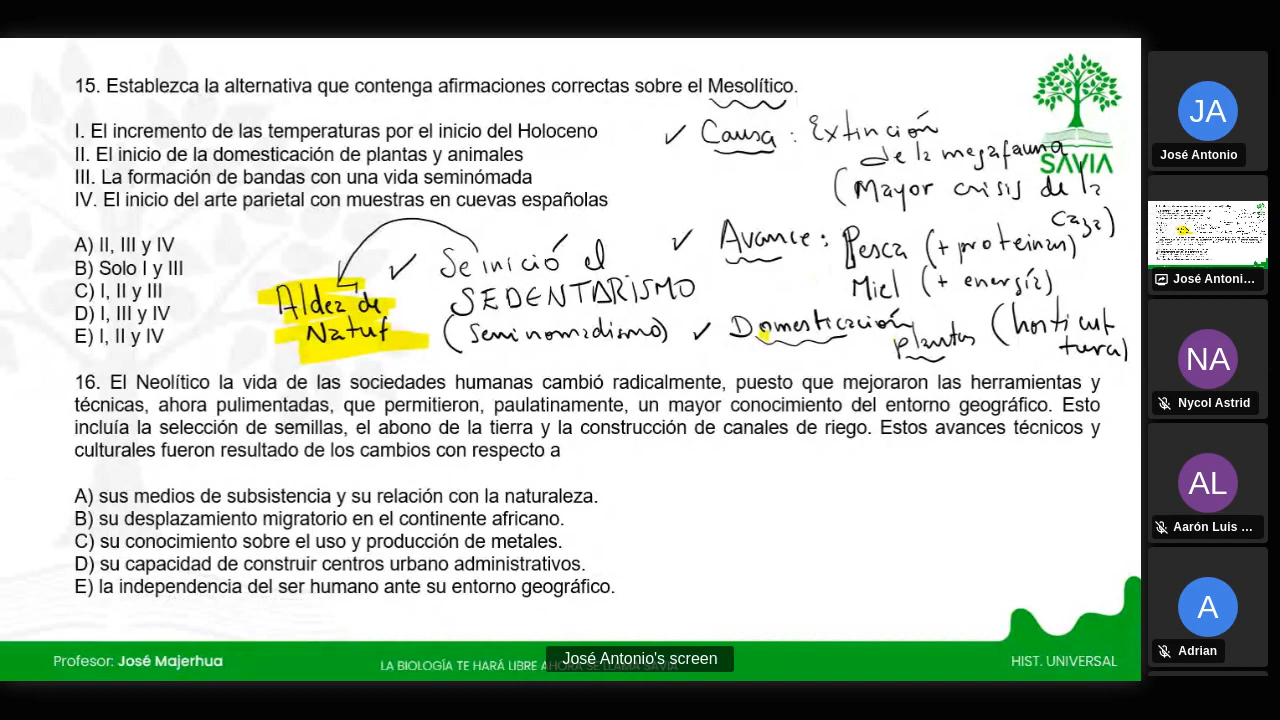 15. Establezca la alternativa que contenga afirmaciones correctas sobre el Mesolítico.
I. El incremento de las temperaturas por el inicio del Holoceno
II. El inicio de la domesticación de plantas y animales
III. La formación de bandas con una vida seminómada
IV. El inicio del arte parietal con muestras en cuevas españolas
A) II, III y IV
B) Solo I y III
C) I, II y III
D) I, III y IV
E) I, II y IV
✓ Causa : Extinción
de la megafauna
(Mayor crisis de la
caza)
✓ Avance : Pesca (+ proteinas)
Miel (+ energía)
✓ Domesticación
plantas (horticul
tura)
✓ Se inició el
SEDENTARISMO
(seminomadismo)
Aldea de
Natuf
SAVIA
16. El Neolítico la vida de las sociedades humanas cambió radicalmente, puesto que mejoraron las herramientas y
técnicas, ahora pulimentadas, que permitieron, paulatinamente, un mayor conocimiento del entorno geográfico. Esto
incluía la selección de semillas, el abono de la tierra y la construcción de canales de riego. Estos avances técnicos y
culturales fueron resultado de los cambios con respecto a
A) sus medios de subsistencia y su relación con la naturaleza.
B) su desplazamiento migratorio en el continente africano.
C) su conocimiento sobre el uso y producción de metales.
D) su capacidad de construir centros urbano administrativos.
E) la independencia del ser humano ante su entorno geográfico.
Profesor: José Majerhua
LA BIOLOGÍA TE HARÁ LIBRE AHORA SE LLAMA SAVIA
José Antonio's screen
HIST. UNIVERSAL
JA
José Antonio
José Antoni...
NA
Nycol Astrid
AL
Aarón Luis ...
A
Adrian